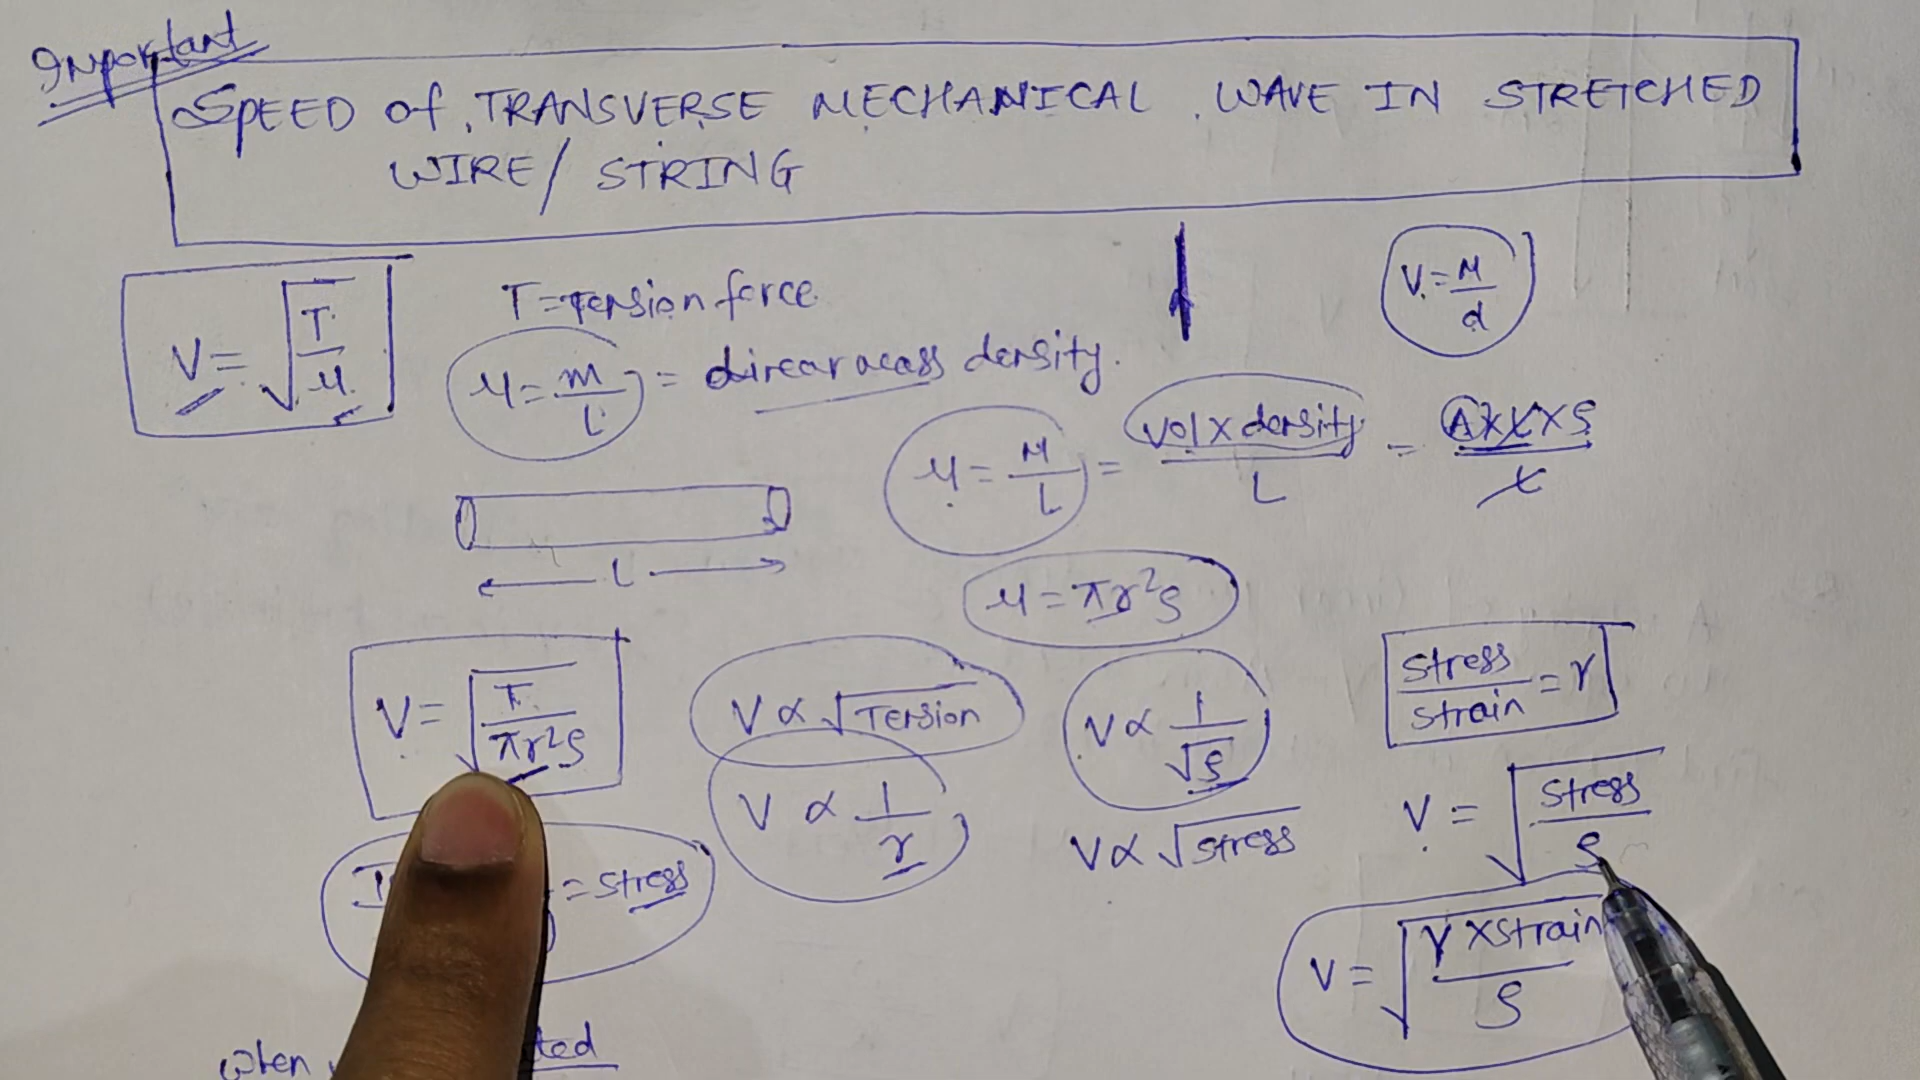 Important
SPEED of TRANSVERSE MECHANICAL WAVE IN STRETCHED
WIRE/ STRING
V = √(T/μ)
T = Tension force
V = M/d
μ = m/L = Linear mass density.
μ = M/L = Vol × density / L = A × L × ρ / L
L
μ = πr²ρ
V = √(T/πr²ρ)
V ∝ √Tension
V ∝ 1/√ρ
Stress/Strain = Y
V ∝ 1/r
V ∝ √stress
V = √(Stress/ρ)
= stress
V = √(Y × strain/ρ)
when